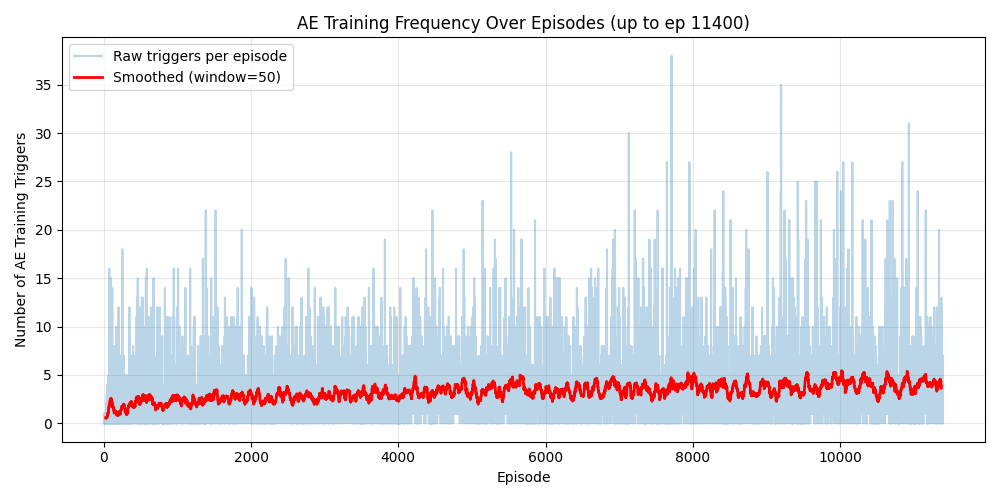 AE Training Frequency Over Episodes (up to ep 11400)
Raw triggers per episode
Smoothed (window=50)
Number of AE Training Triggers
35
30
25
20
15
10
5
0
0 2000 4000 6000 8000 10000
Episode